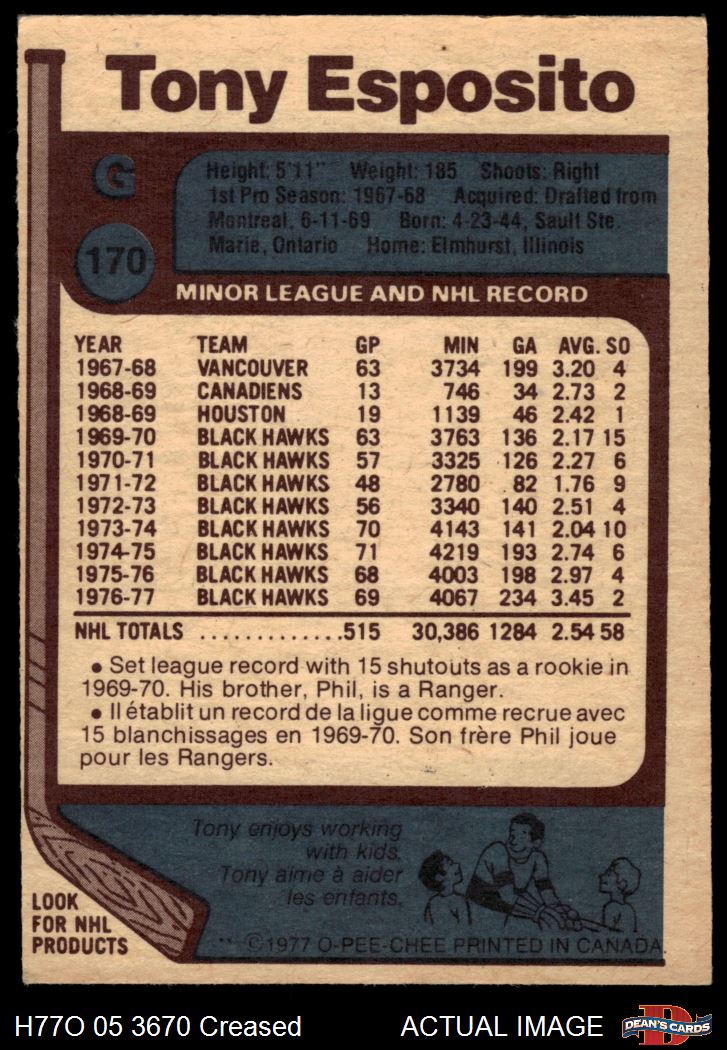 Tony Esposito
G
Height: 5'11" Weight: 185 Shoots: Right
1st Pro Season: 1967-68 Acquired: Drafted from
Montreal, 6-11-69 Born: 4-23-44, Sault Ste.
Marie, Ontario Home: Elmhurst, Illinois
170
MINOR LEAGUE AND NHL RECORD
YEAR TEAM GP MIN GA AVG. SO
1967-68 VANCOUVER 63 3734 199 3.20 4
1968-69 CANADIENS 13 746 34 2.73 2
1968-69 HOUSTON 19 1139 46 2.42 1
1969-70 BLACK HAWKS 63 3763 136 2.17 15
1970-71 BLACK HAWKS 57 3325 126 2.27 6
1971-72 BLACK HAWKS 48 2780 82 1.76 9
1972-73 BLACK HAWKS 56 3340 140 2.51 4
1973-74 BLACK HAWKS 70 4143 141 2.04 10
1974-75 BLACK HAWKS 71 4219 193 2.74 6
1975-76 BLACK HAWKS 68 4003 198 2.97 4
1976-77 BLACK HAWKS 69 4067 234 3.45 2
NHL TOTALS .............515 30,386 1284 2.54 58
• Set league record with 15 shutouts as a rookie in
1969-70. His brother, Phil, is a Ranger.
• Il établit un record de la ligue comme recrue avec
15 blanchissages en 1969-70. Son frère Phil joue
pour les Rangers.
Tony enjoys working
with kids.
Tony aime à aider
les enfants.
LOOK
FOR NHL
PRODUCTS
** ©1977 O-PEE-CHEE PRINTED IN CANADA.
H77O 05 3670 Creased ACTUAL IMAGE
D
DEAN'S CARDS